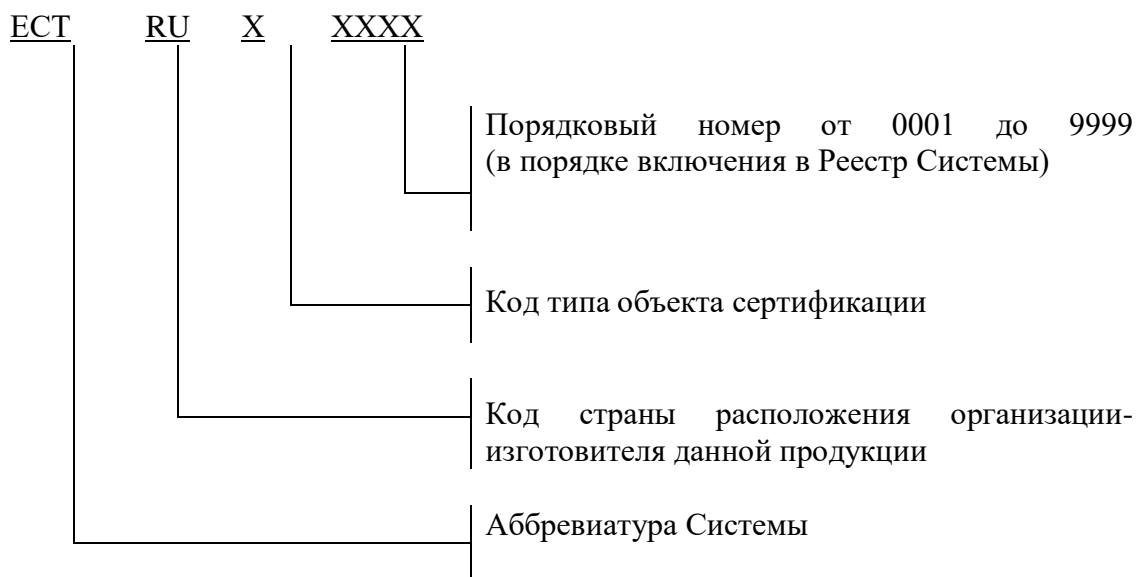 ЕСТ RU X XXXX
Порядковый номер от 0001 до 9999
(в порядке включения в Реестр Системы)
Код типа объекта сертификации
Код страны расположения организации-
изготовителя данной продукции
Аббревиатура Системы